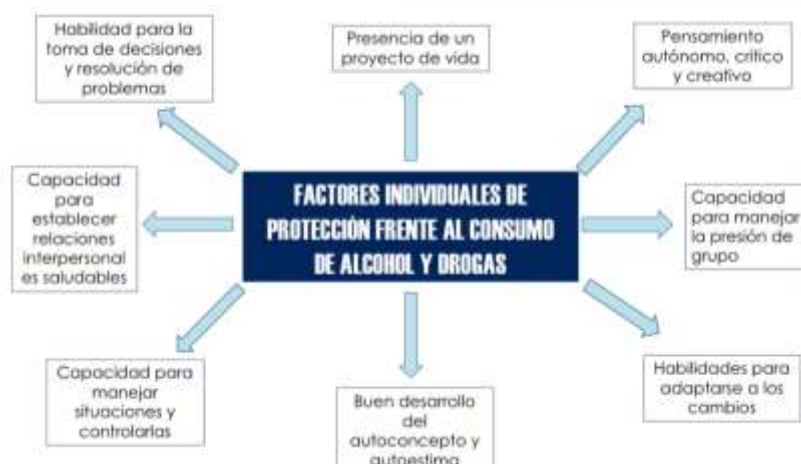 Habilidad para la
toma de decisiones
y resolución de
problemas
Presencia de un
proyecto de vida
Pensamiento
autónomo, crítico
y creativo
Capacidad
para
establecer
relaciones
interpersonal
es saludables
FACTORES INDIVIDUALES DE
PROTECCIÓN FRENTE AL CONSUMO
DE ALCOHOL Y DROGAS
Capacidad
para manejar
la presión de
grupo
Capacidad para
manejar
situaciones y
controlarlas
Buen desarrollo
del
autoconcepto y
autoestima
Habilidades para
adaptarse a los
cambios